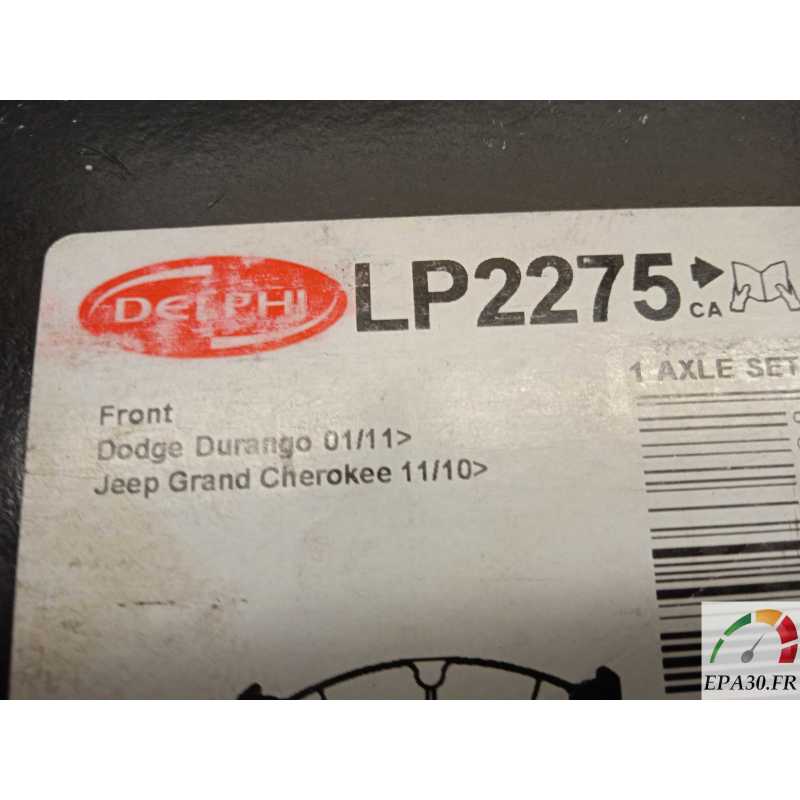 DELPHI LP2275 CA
1 AXLE SET
Front
Dodge Durango 01/11>
Jeep Grand Cherokee 11/10>
EPA30.FR